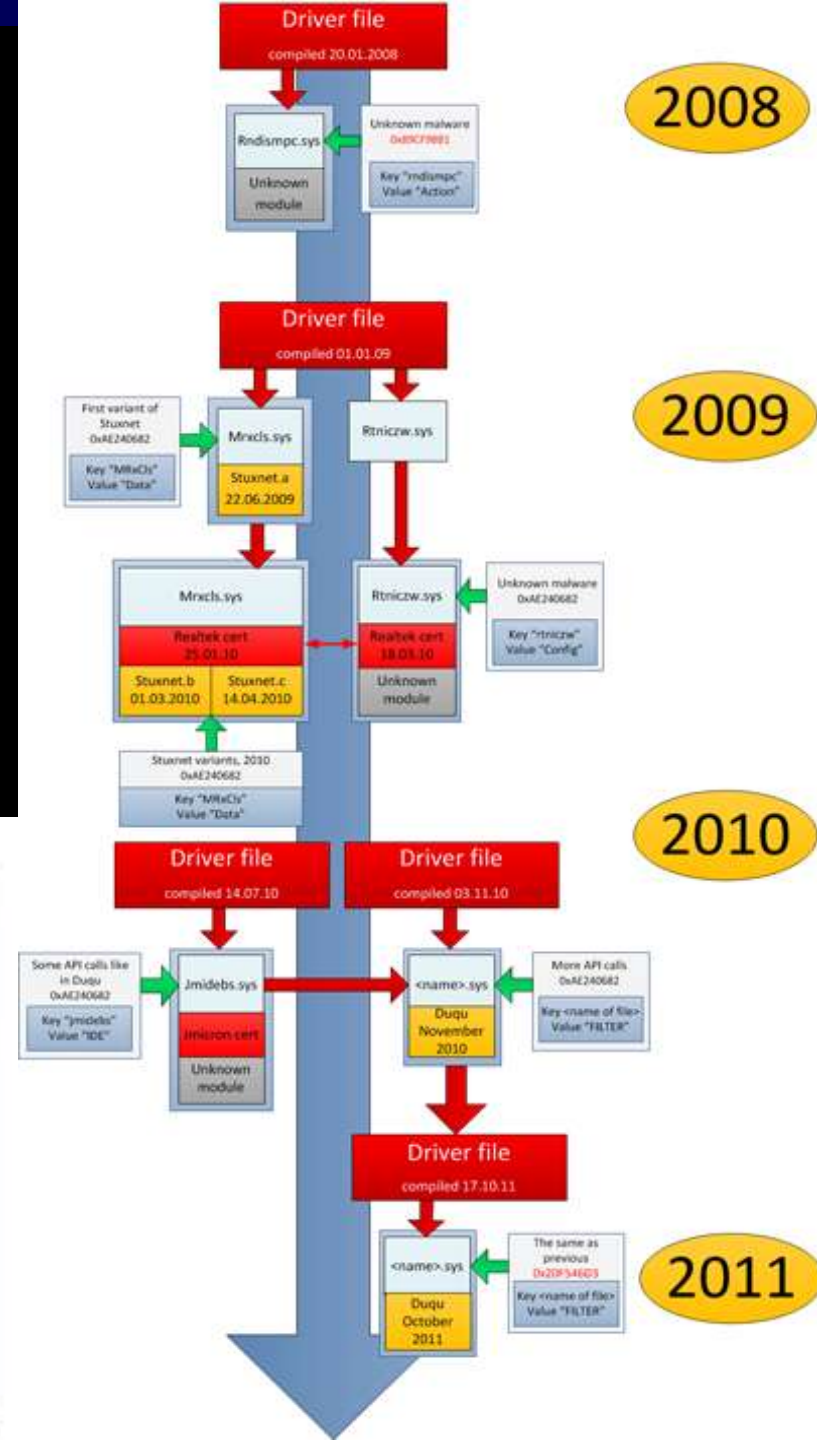 Driver file
compiled 20.01.2008
2008
Rndismpc.sys
Unknown
module
Unknown malware
Key "rndismpc"
Value "Action"
Driver file
compiled 01.01.09
2009
First variant of
Stuxnet
0xAE240682
Key "MRxCls"
Value "Data"
Mrxcls.sys
Stuxnet.a
22.06.2009
Rtniczw.sys
Mrxcls.sys
Realtek cert
25.01.10
Stuxnet.b
01.03.2010
Stuxnet.c
14.04.2010
Rtniczw.sys
Realtek cert
18.03.10
Unknown
module
Unknown malware
0xAE240682
Key "rtniczw"
Value "Config"
Stuxnet variants, 2010
0xAE240682
Key "MRxCls"
Value "Data"
2010
Driver file
compiled 14.07.10
Driver file
compiled 03.11.10
Some API calls like
in Duqu
0xAE240682
Key "jmidebs"
Value "IDE"
Jmidebs.sys
Jmicron cert
Unknown
module
<name>.sys
Duqu
November
2010
More API calls
0xAE240682
Key <name of file>
Value "FILTER"
Driver file
compiled 17.10.11
2011
<name>.sys
Duqu
October
2011
The same as
previous
0x20F546D3
Key <name of file>
Value "FILTER"